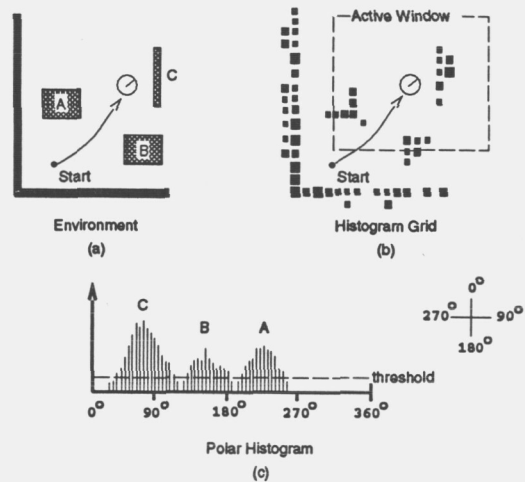 A
B
C
Start
Environment
(a)
Active Window
Start
Histogram Grid
(b)
C
B
A
threshold
0°
90°
180°
270°
360°
Polar Histogram
(c)
0°
270°
90°
180°